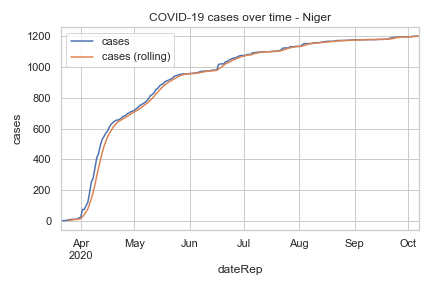 COVID-19 cases over time - Niger
cases
cases (rolling)
1200
1000
800
600
400
200
0
cases
Apr
2020
May
Jun
Jul
Aug
Sep
Oct
dateRep